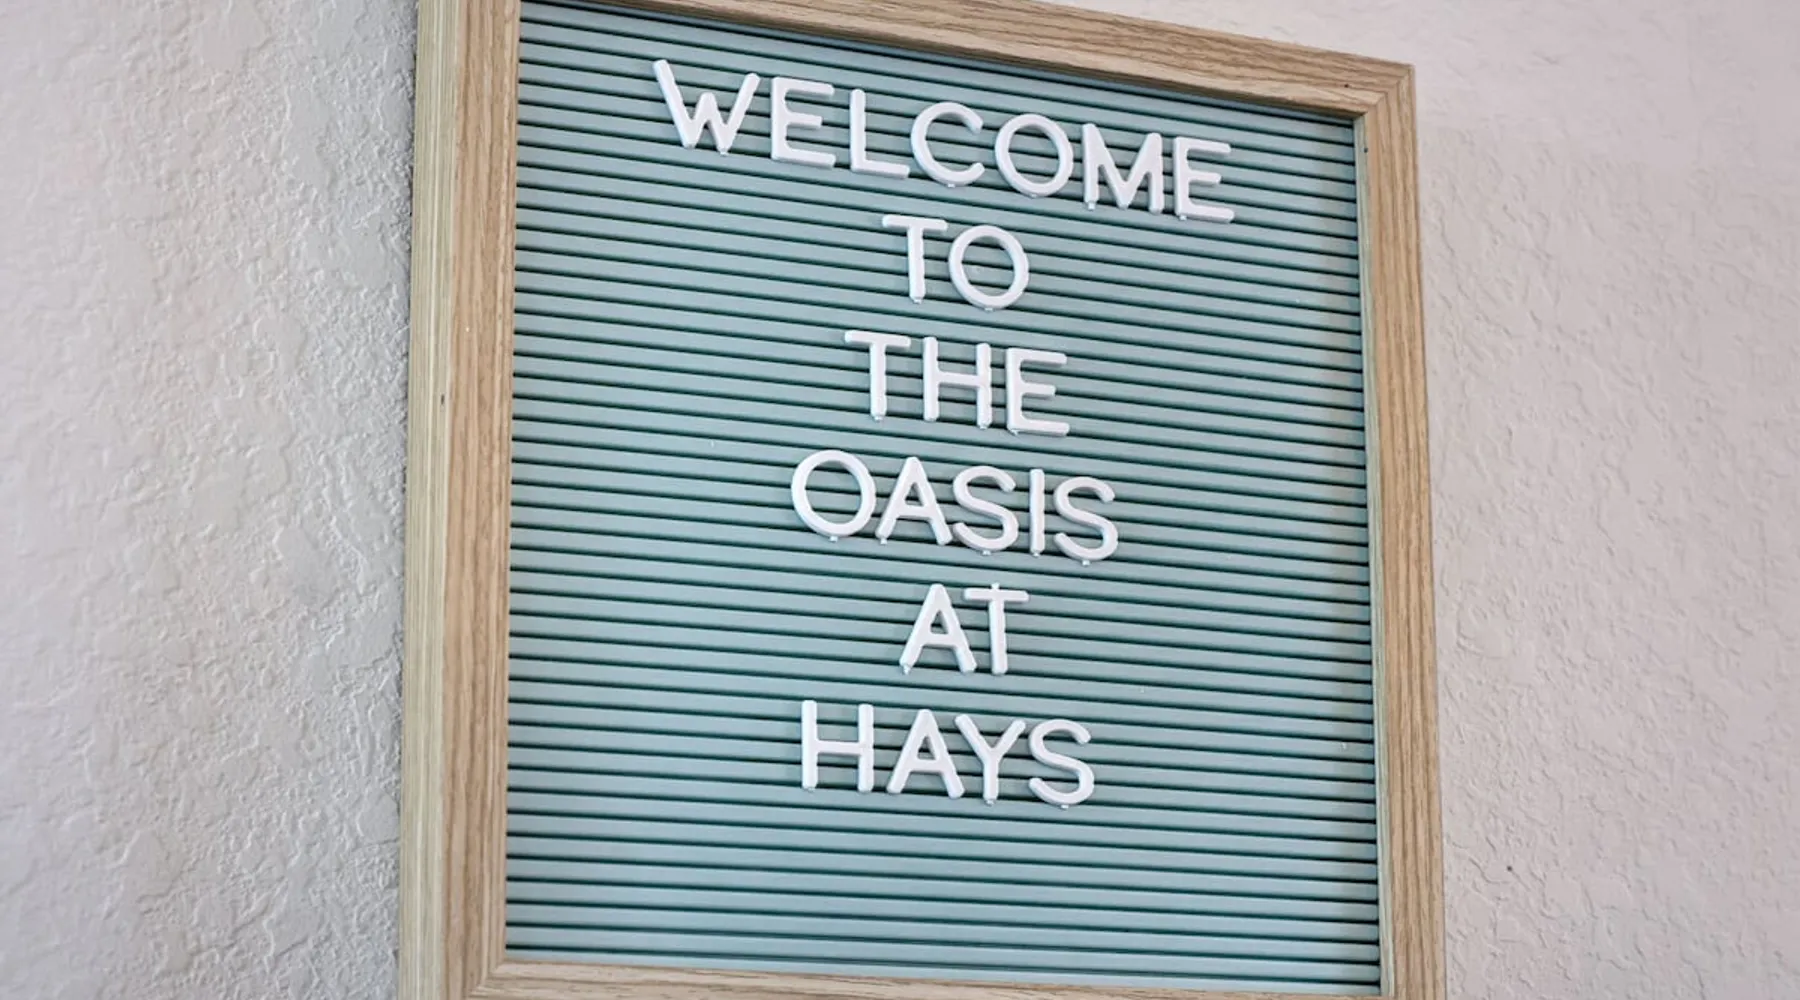 WELCOME
TO
THE
OASIS
AT
HAYS